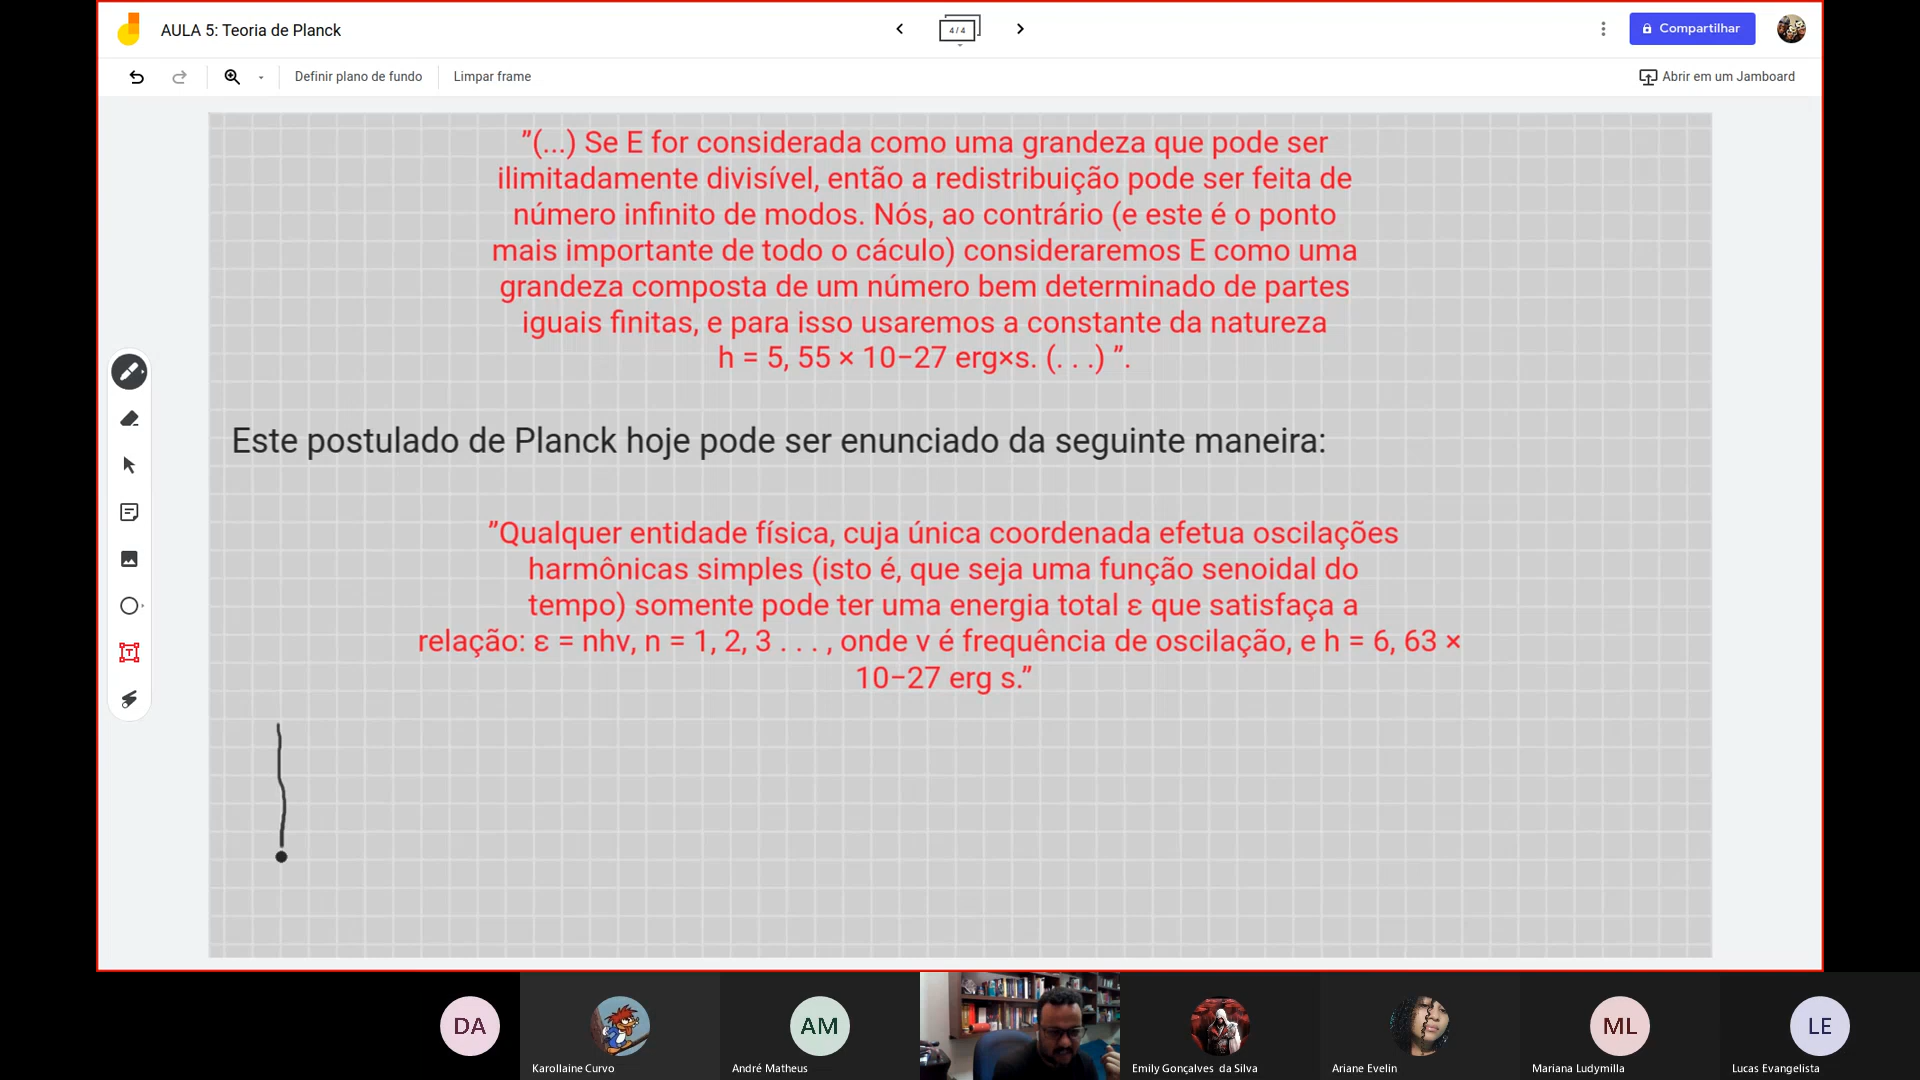 AULA 5: Teoria de Planck
4 / 4
Compartilhar
Definir plano de fundo
Limpar frame
Abrir em um Jamboard
”(...) Se E for considerada como uma grandeza que pode ser
ilimitadamente divisível, então a redistribuição pode ser feita de
número infinito de modos. Nós, ao contrário (e este é o ponto
mais importante de todo o cáculo) consideraremos E como uma
grandeza composta de um número bem determinado de partes
iguais finitas, e para isso usaremos a constante da natureza
h = 5, 55 × 10−27 erg×s. (. . .) ”.
Este postulado de Planck hoje pode ser enunciado da seguinte maneira:
”Qualquer entidade física, cuja única coordenada efetua oscilações
harmônicas simples (isto é, que seja uma função senoidal do
tempo) somente pode ter uma energia total ε que satisfaça a
relação: ε = nhν, n = 1, 2, 3 . . . , onde ν é frequência de oscilação, e h = 6, 63 ×
10−27 erg s.”
DA
Karollaine Curvo
AM
André Matheus
Emily Gonçalves da Silva
Ariane Evelin
ML
Mariana Ludymilla
LE
Lucas Evangelista